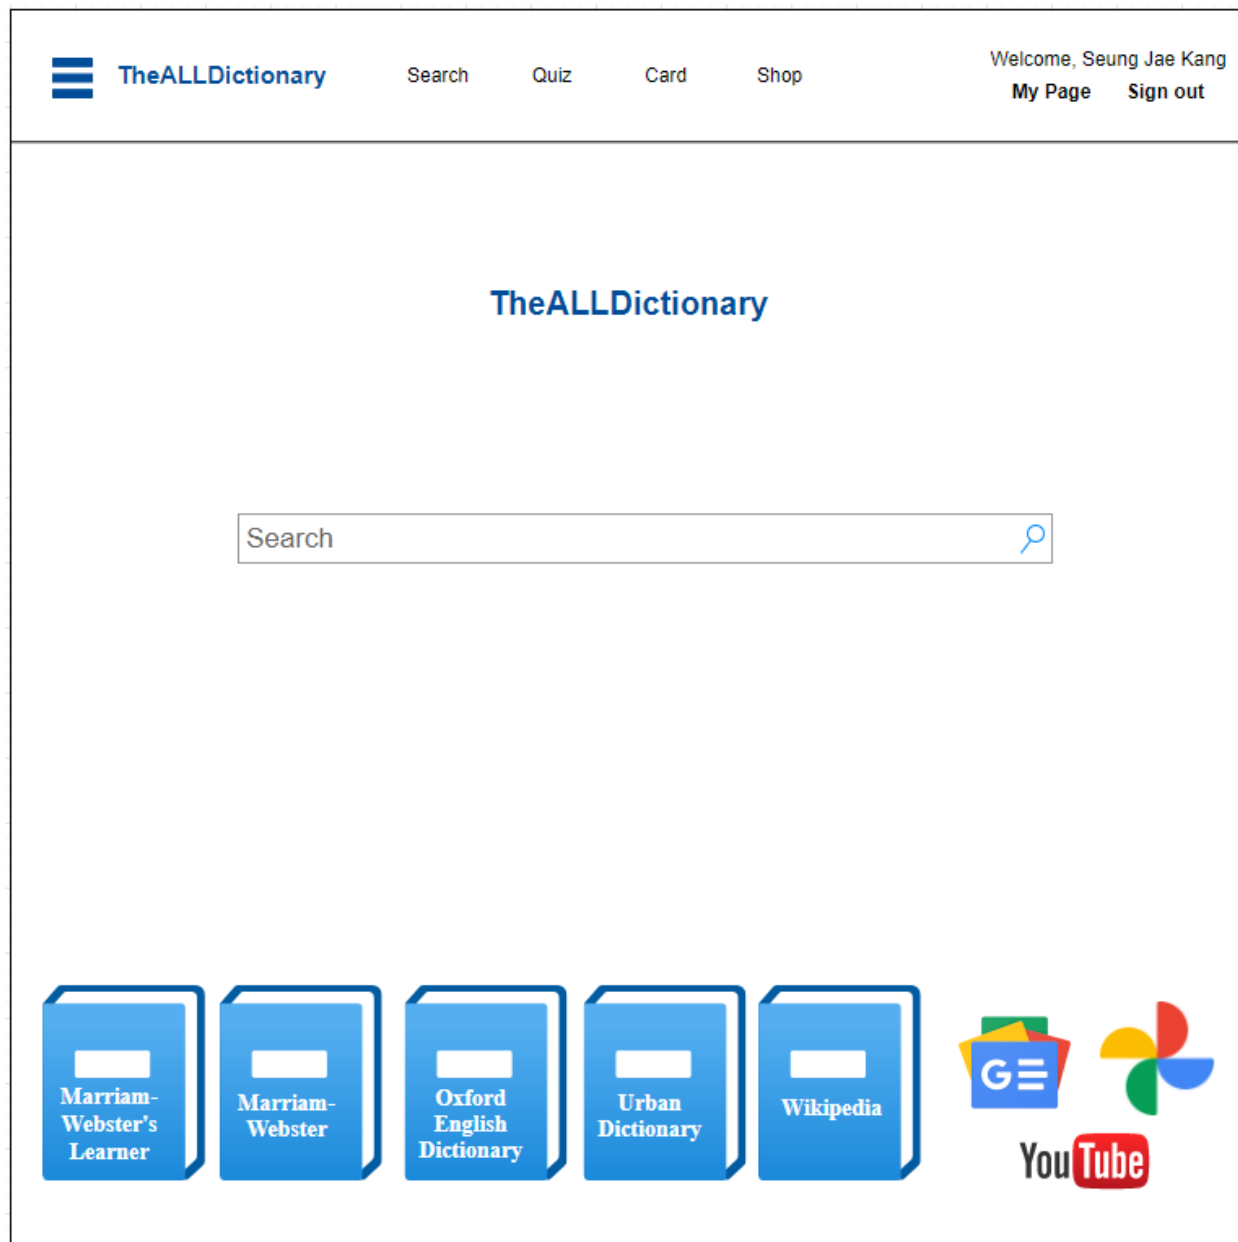 TheALLDictionary
Search
Quiz
Card
Shop
Welcome, Seung Jae Kang
My Page
Sign out
TheALLDictionary
Search
Marriam-
Webster's
Learner
Marriam-
Webster
Oxford
English
Dictionary
Urban
Dictionary
Wikipedia
GE
YouTube